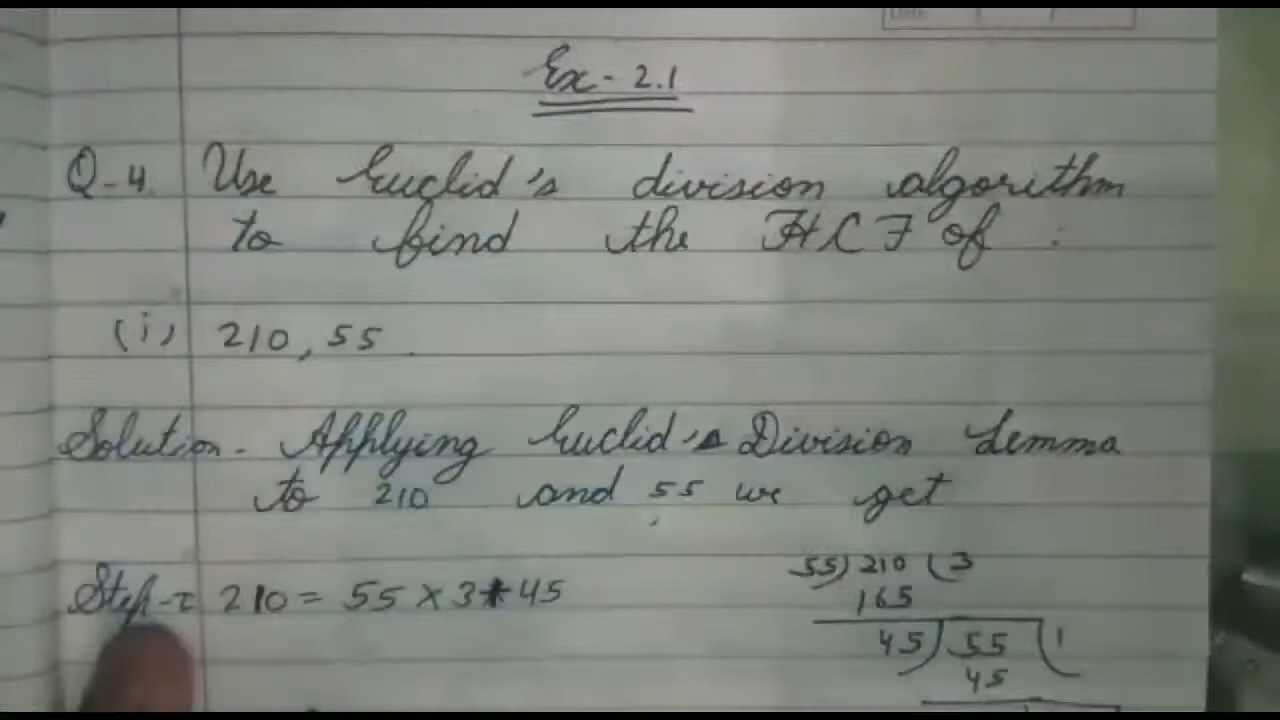 Ex - 2.1
Q-4. Use Euclid's division algorithm
to find the HCF of :
(i) 210, 55
Solution - Applying Euclid's Division Lemma
to 210 and 55 we get
Step-I 210 = 55 × 3 + 45
55) 210 ( 3
165
45) 55 ( 1
45